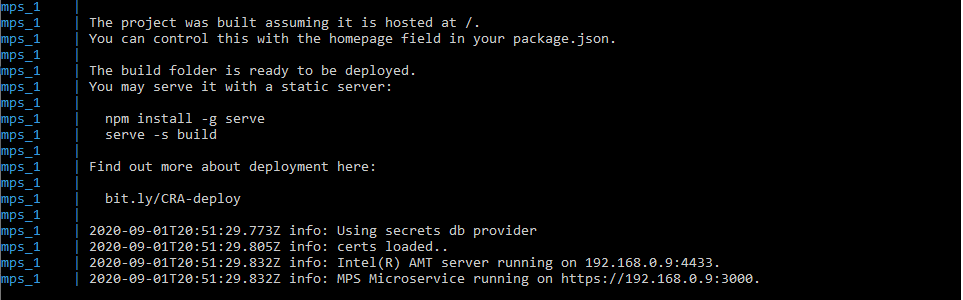 mps_1 |
mps_1 | The project was built assuming it is hosted at /.
mps_1 | You can control this with the homepage field in your package.json.
mps_1 |
mps_1 | The build folder is ready to be deployed.
mps_1 | You may serve it with a static server:
mps_1 |
mps_1 |   npm install -g serve
mps_1 |   serve -s build
mps_1 |
mps_1 | Find out more about deployment here:
mps_1 |
mps_1 |   bit.ly/CRA-deploy
mps_1 |
mps_1 | 2020-09-01T20:51:29.773Z info: Using secrets db provider
mps_1 | 2020-09-01T20:51:29.805Z info: certs loaded..
mps_1 | 2020-09-01T20:51:29.832Z info: Intel(R) AMT server running on 192.168.0.9:4433.
mps_1 | 2020-09-01T20:51:29.832Z info: MPS Microservice running on https://192.168.0.9:3000.